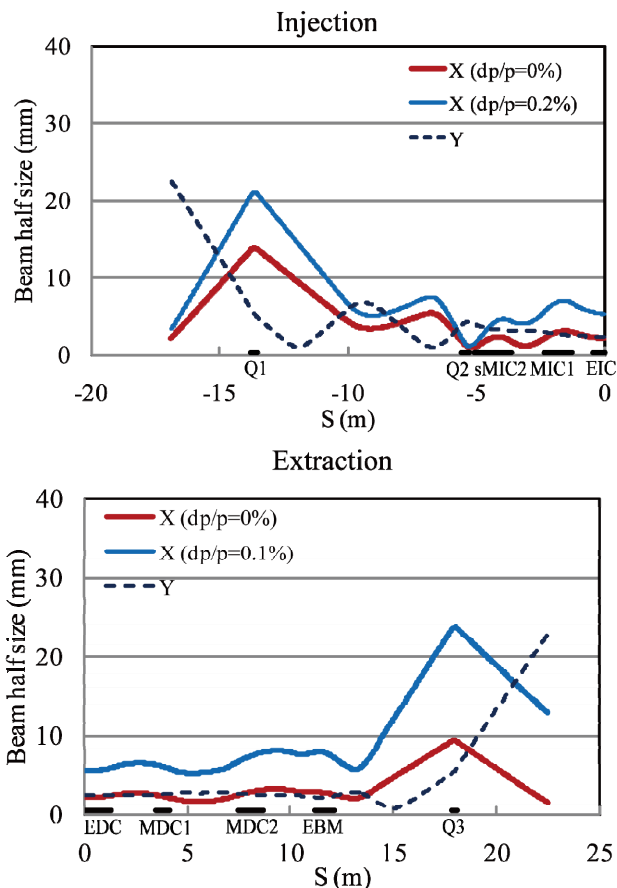 Injection
40
X (dp/p=0%)
30
X (dp/p=0.2%)
Y
Beam half size (mm)
20
10
0
Q1
Q2 sMIC2 MIC1 EIC
-20 -15 -10 -5 0
S (m)
Extraction
40
X (dp/p=0%)
X (dp/p=0.1%)
30
Y
Beam half size (mm)
20
10
0
EDC MDC1 MDC2 EBM Q3
0 5 10 15 20 25
S (m)